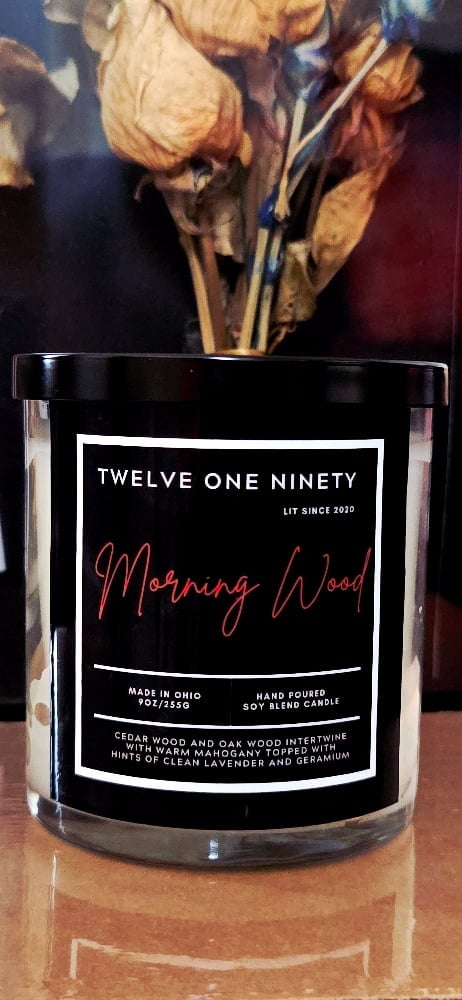 TWELVE ONE NINETY
LIT SINCE 2020
Morning Wood
MADE IN OHIO
9OZ/255G
HAND POURED
SOY BLEND CANDLE
CEDAR WOOD AND OAK WOOD INTERTWINE
WITH WARM MAHOGANY TOPPED WITH
HINTS OF CLEAN LAVENDER AND GERAMIUM